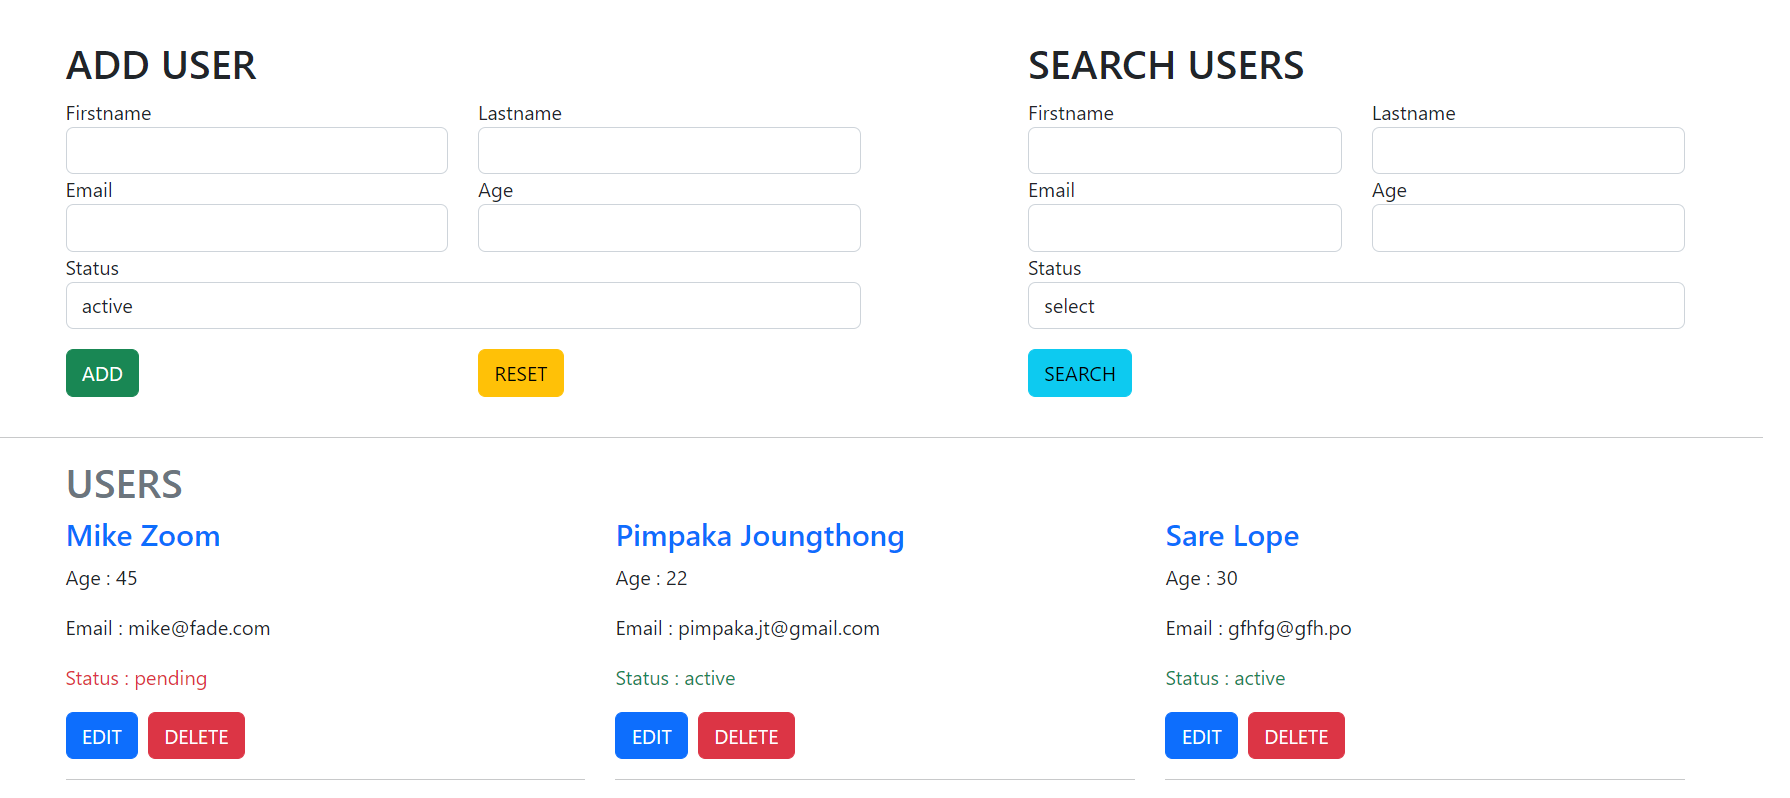 ADD USER
Firstname
Lastname
Email
Age
Status
active
ADD
RESET
SEARCH USERS
Firstname
Lastname
Email
Age
Status
select
SEARCH
USERS
Mike Zoom
Age : 45
Email : mike@fade.com
Status : pending
EDIT
DELETE
Pimpaka Joungthong
Age : 22
Email : pimpaka.jt@gmail.com
Status : active
EDIT
DELETE
Sare Lope
Age : 30
Email : gfhfg@gfh.po
Status : active
EDIT
DELETE